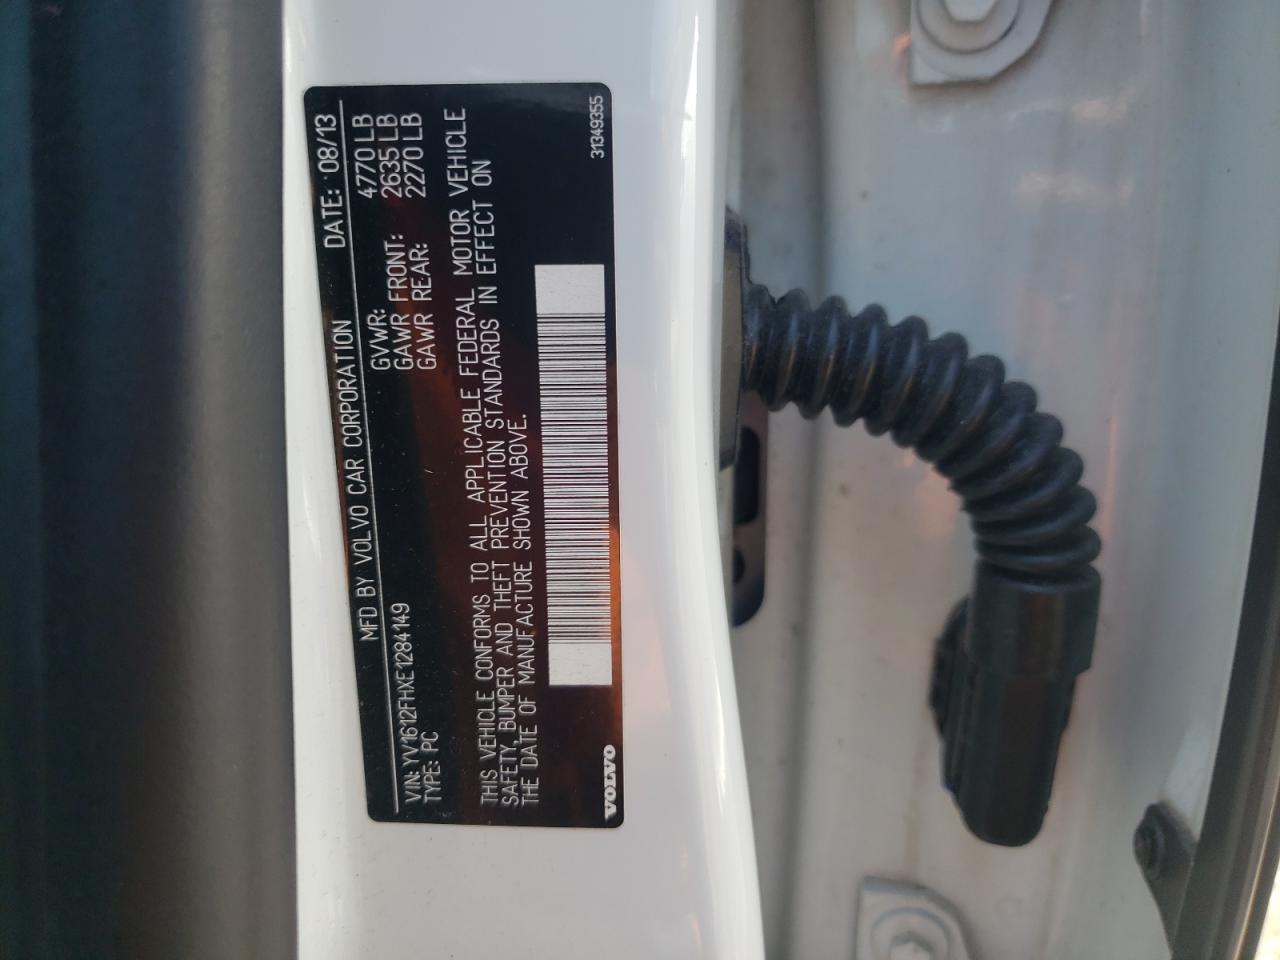 MFD BY VOLVO CAR CORPORATION DATE: 08/13
GVWR: 4770 LB
GAWR FRONT: 2635 LB
VIN: YV1612FHXE1284149 GAWR REAR: 2270 LB
TYPE: PC
THIS VEHICLE CONFORMS TO ALL APPLICABLE FEDERAL MOTOR VEHICLE
SAFETY, BUMPER AND THEFT PREVENTION STANDARDS IN EFFECT ON
THE DATE OF MANUFACTURE SHOWN ABOVE.
VOLVO 31349355